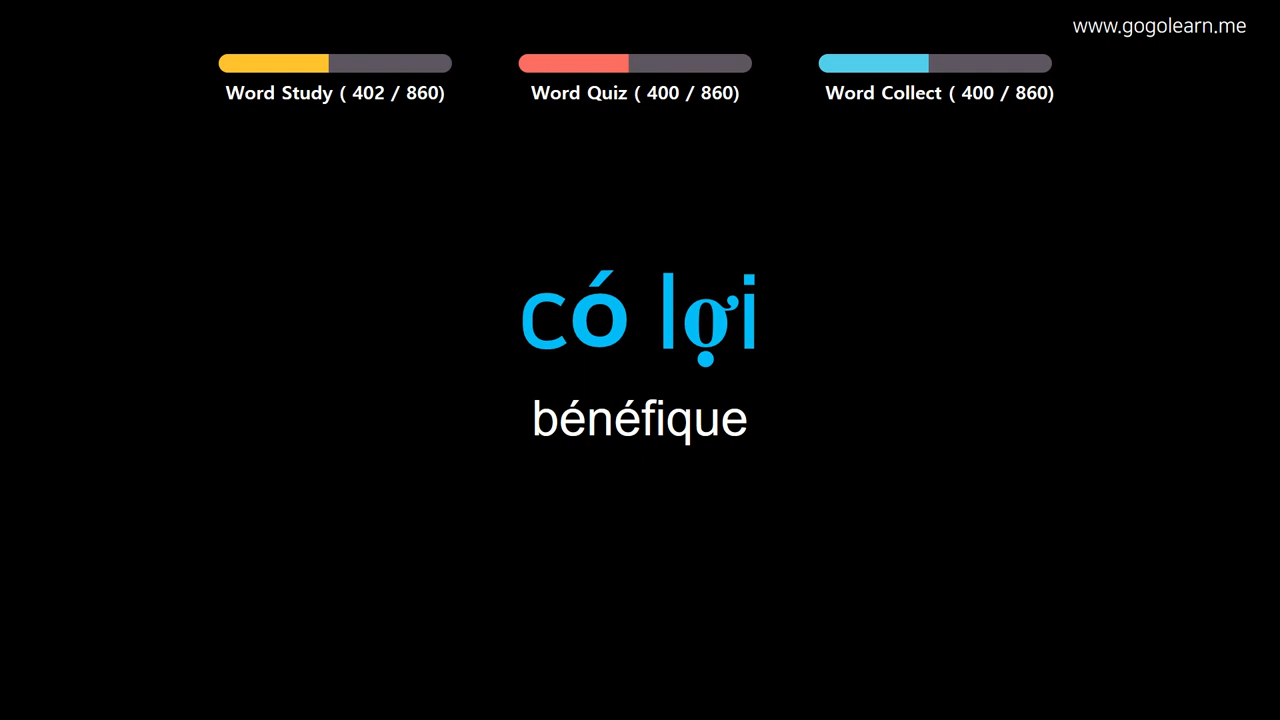 www.gogolearn.me
Word Study ( 402 / 860)
Word Quiz ( 400 / 860)
Word Collect ( 400 / 860)
có lợi
bénéfique